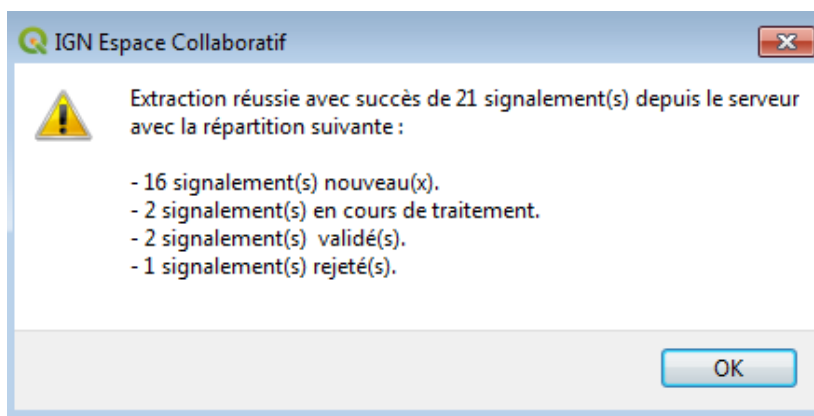 IGN Espace Collaboratif
Extraction réussie avec succès de 21 signalement(s) depuis le serveur
avec la répartition suivante :
- 16 signalement(s) nouveau(x).
- 2 signalement(s) en cours de traitement.
- 2 signalement(s)  validé(s).
- 1 signalement(s) rejeté(s).
OK